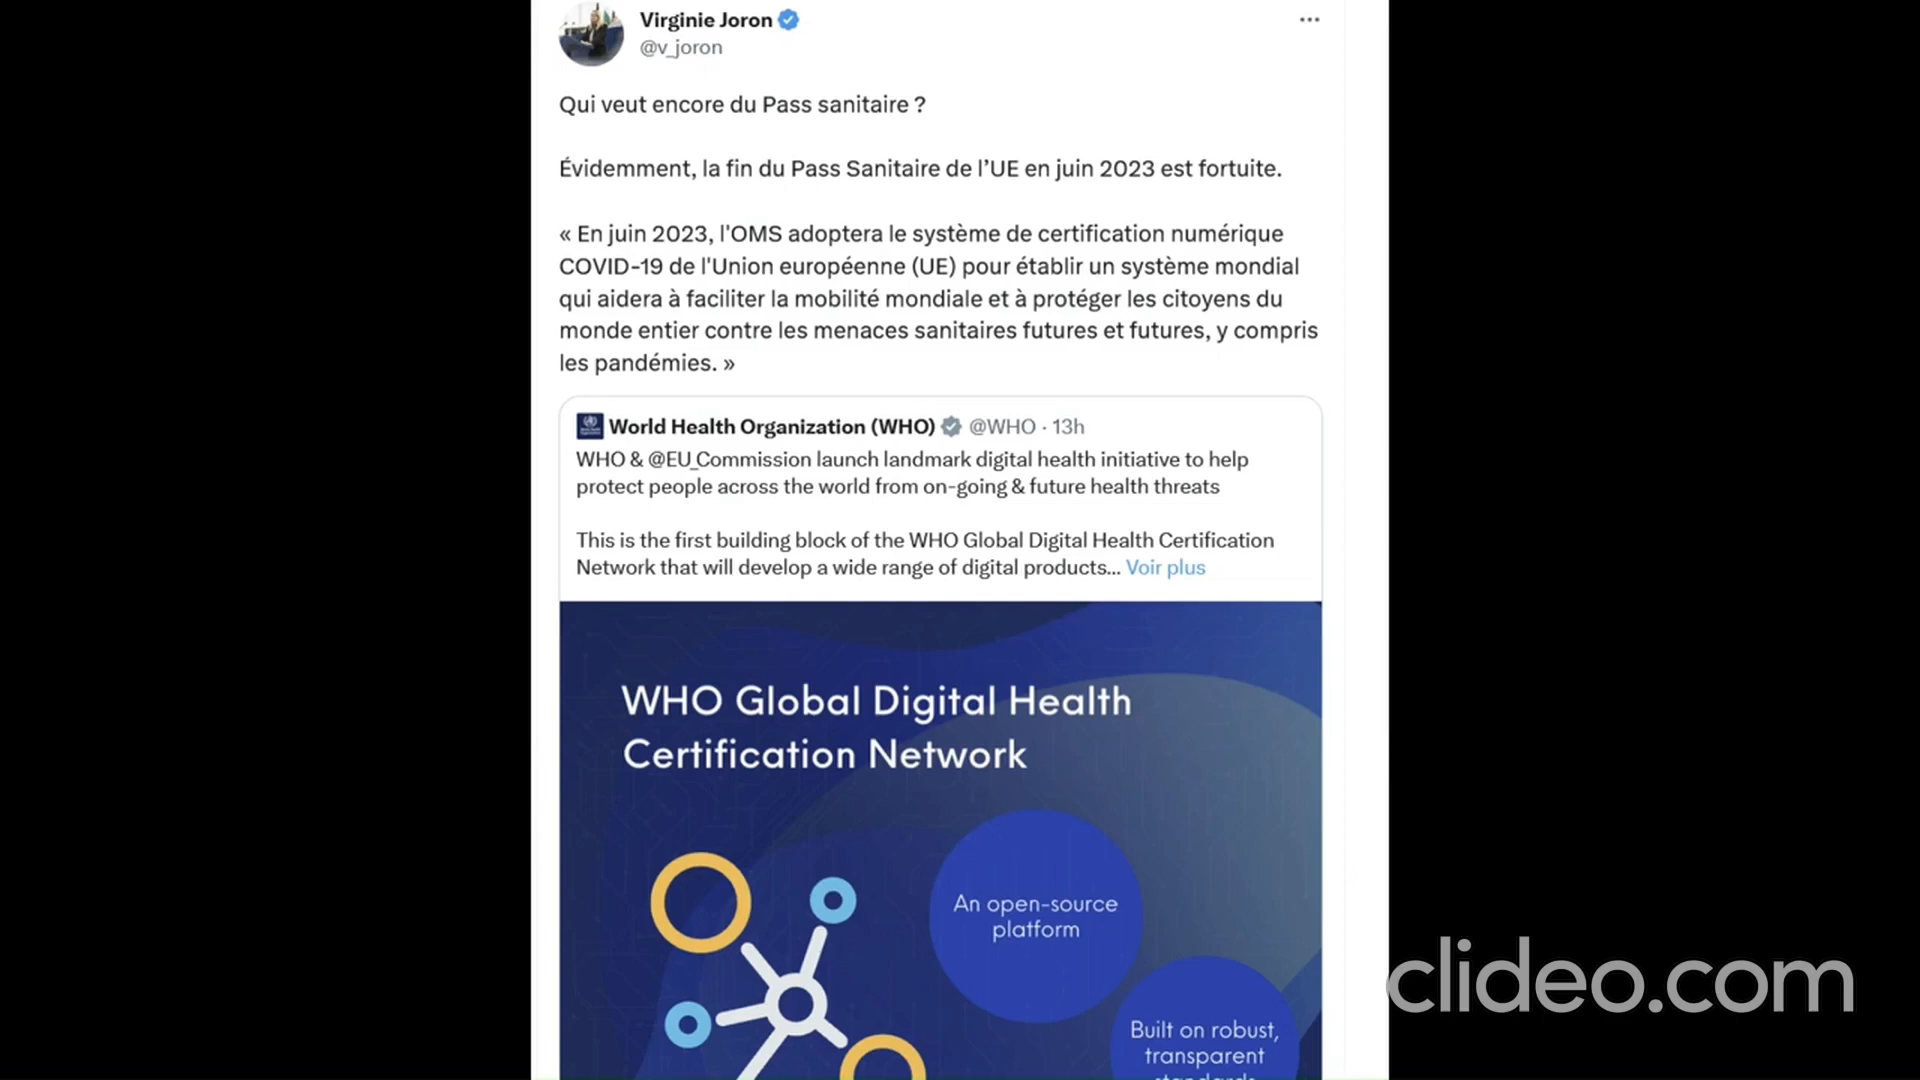 Virginie Joron
@v_joron
Qui veut encore du Pass sanitaire ?
Évidemment, la fin du Pass Sanitaire de l’UE en juin 2023 est fortuite.
« En juin 2023, l'OMS adoptera le système de certification numérique
COVID-19 de l'Union européenne (UE) pour établir un système mondial
qui aidera à faciliter la mobilité mondiale et à protéger les citoyens du
monde entier contre les menaces sanitaires futures et futures, y compris
les pandémies. »
World Health Organization (WHO) @WHO · 13h
WHO & @EU_Commission launch landmark digital health initiative to help
protect people across the world from on-going & future health threats
This is the first building block of the WHO Global Digital Health Certification
Network that will develop a wide range of digital products... Voir plus
WHO Global Digital Health
Certification Network
An open-source
platform
Built on robust,
transparent
standards
clideo.com